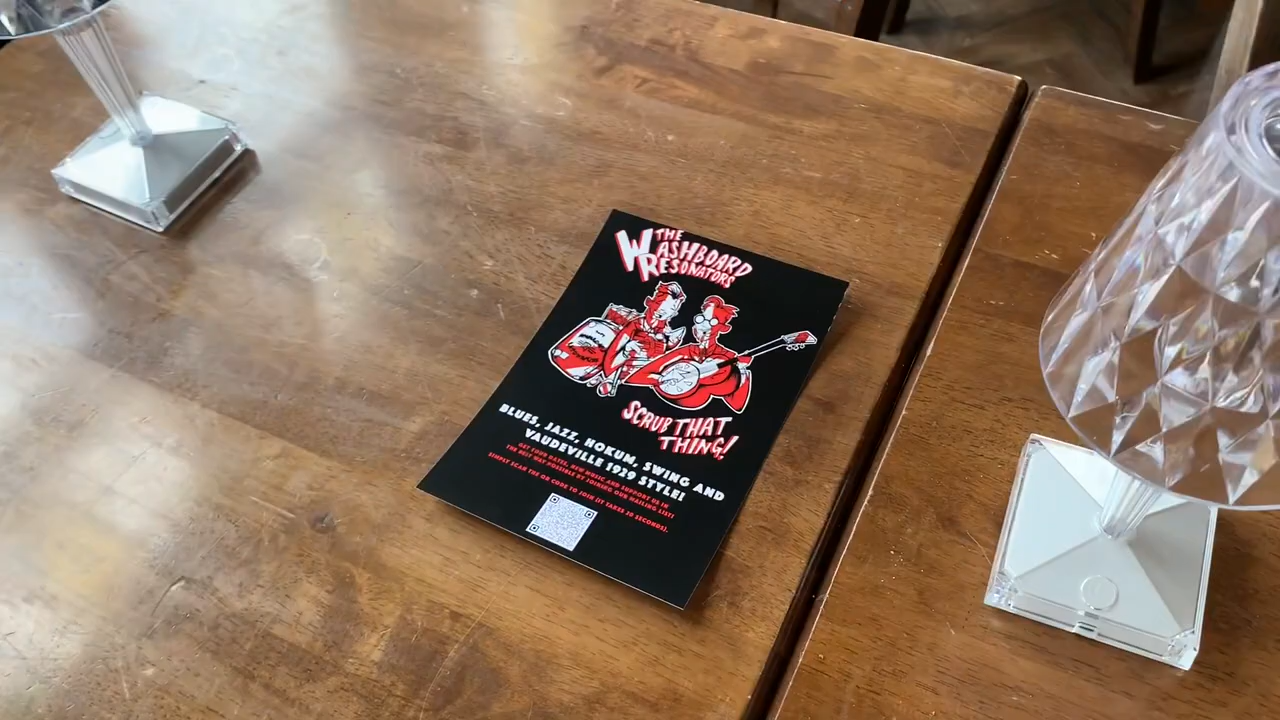 THE
WASHBOARD
RESONATORS
SCRUB THAT
THING!
BLUES, JAZZ, HOKUM, SWING AND
VAUDEVILLE 1929 STYLE!
GET TOUR DATES, NEW MUSIC AND SUPPORT US IN
THE BEST WAY POSSIBLE BY JOINING OUR MAILING LIST!
SIMPLY SCAN THE QR CODE TO JOIN (IT TAKES 20 SECONDS).